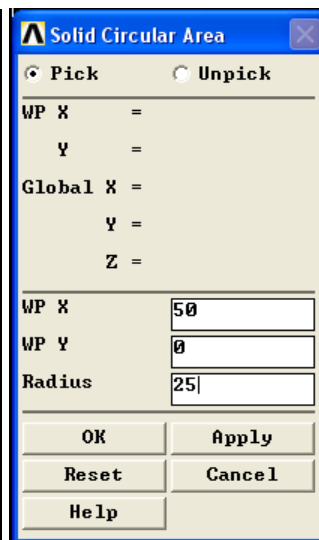 Solid Circular Area
Pick Unpick
WP X =
Y =
Global X =
Y =
Z =
WP X 50
WP Y 0
Radius 25
OK Apply
Reset Cancel
Help